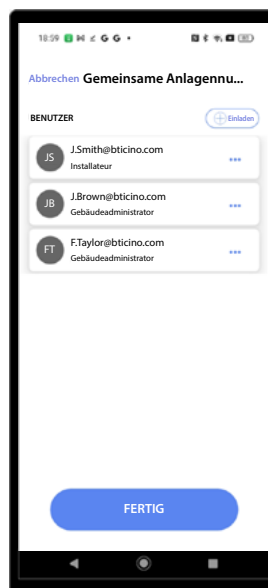 18:59
Abbrechen Gemeinsame Anlagennu...
BENUTZER
Einladen
JS
J.Smith@bticino.com
Installateur
JB
J.Brown@bticino.com
Gebäudeadministrator
FT
F.Taylor@bticino.com
Gebäudeadministrator
FERTIG